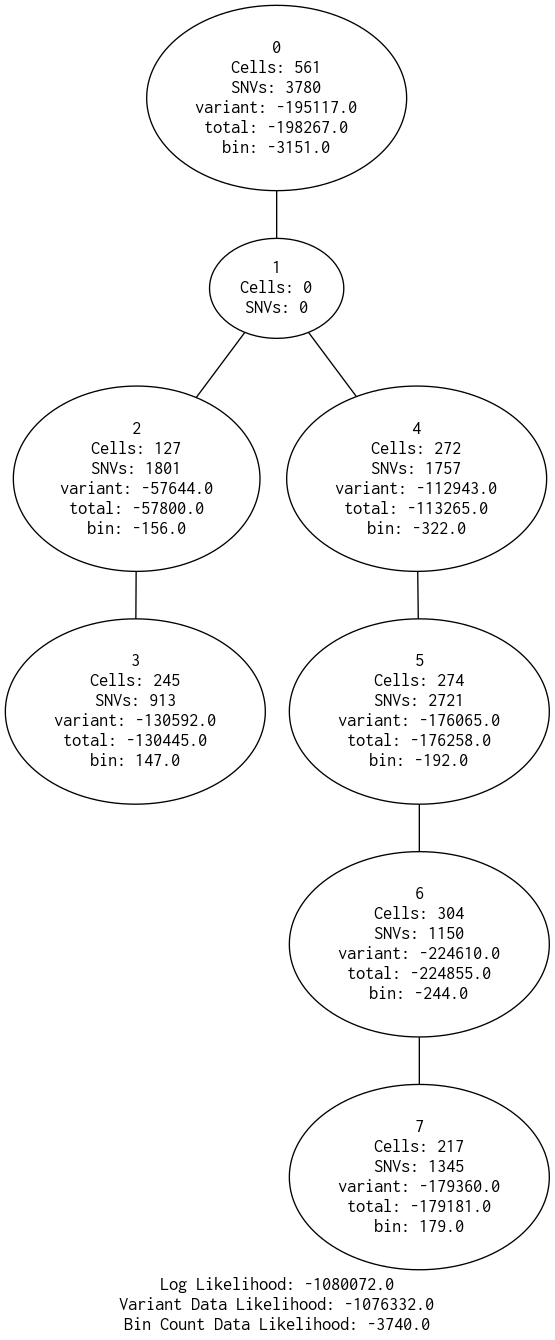 0
Cells: 561
SNVs: 3780
variant: -195117.0
total: -198267.0
bin: -3151.0
1
Cells: 0
SNVs: 0
2
Cells: 127
SNVs: 1801
variant: -57644.0
total: -57800.0
bin: -156.0
4
Cells: 272
SNVs: 1757
variant: -112943.0
total: -113265.0
bin: -322.0
3
Cells: 245
SNVs: 913
variant: -130592.0
total: -130445.0
bin: 147.0
5
Cells: 274
SNVs: 2721
variant: -176065.0
total: -176258.0
bin: -192.0
6
Cells: 304
SNVs: 1150
variant: -224610.0
total: -224855.0
bin: -244.0
7
Cells: 217
SNVs: 1345
variant: -179360.0
total: -179181.0
bin: 179.0
Log Likelihood: -1080072.0
Variant Data Likelihood: -1076332.0
Bin Count Data Likelihood: -3740.0